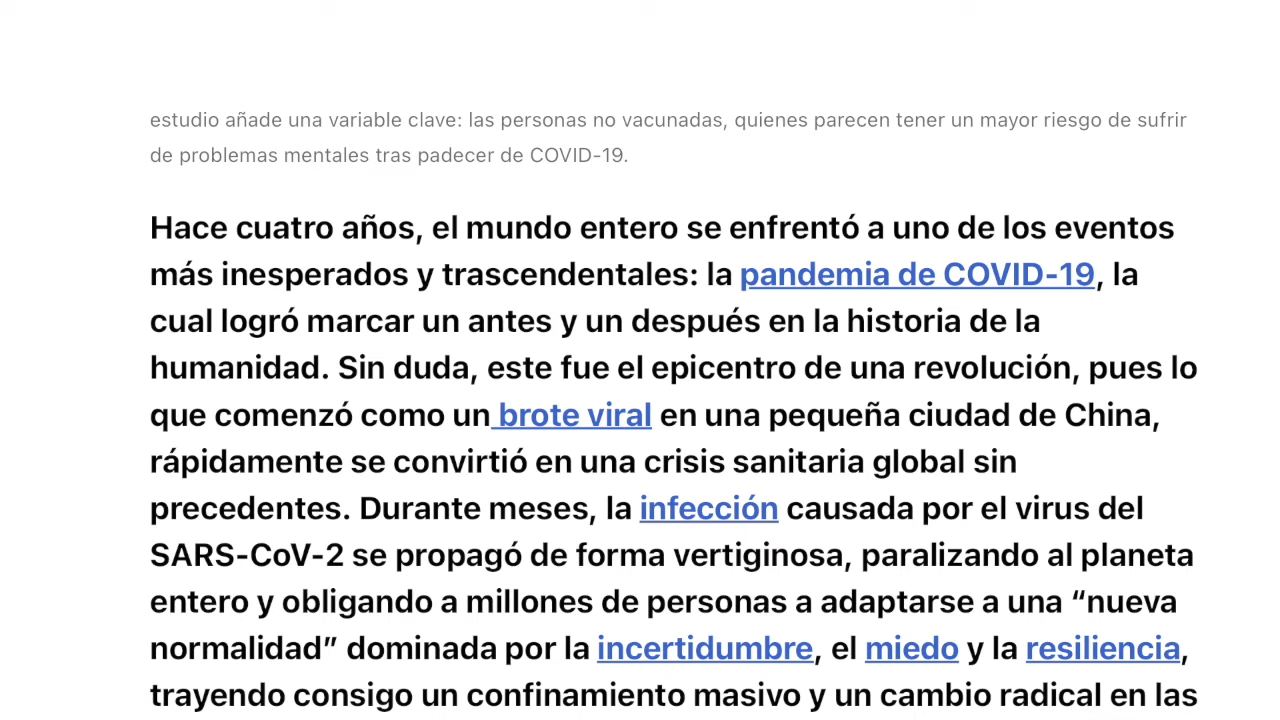 estudio añade una variable clave: las personas no vacunadas, quienes parecen tener un mayor riesgo de sufrir
de problemas mentales tras padecer de COVID-19.
Hace cuatro años, el mundo entero se enfrentó a uno de los eventos
más inesperados y trascendentales: la pandemia de COVID-19, la
cual logró marcar un antes y un después en la historia de la
humanidad. Sin duda, este fue el epicentro de una revolución, pues lo
que comenzó como un brote viral en una pequeña ciudad de China,
rápidamente se convirtió en una crisis sanitaria global sin
precedentes. Durante meses, la infección causada por el virus del
SARS-CoV-2 se propagó de forma vertiginosa, paralizando al planeta
entero y obligando a millones de personas a adaptarse a una “nueva
normalidad” dominada por la incertidumbre, el miedo y la resiliencia,
trayendo consigo un confinamiento masivo y un cambio radical en las